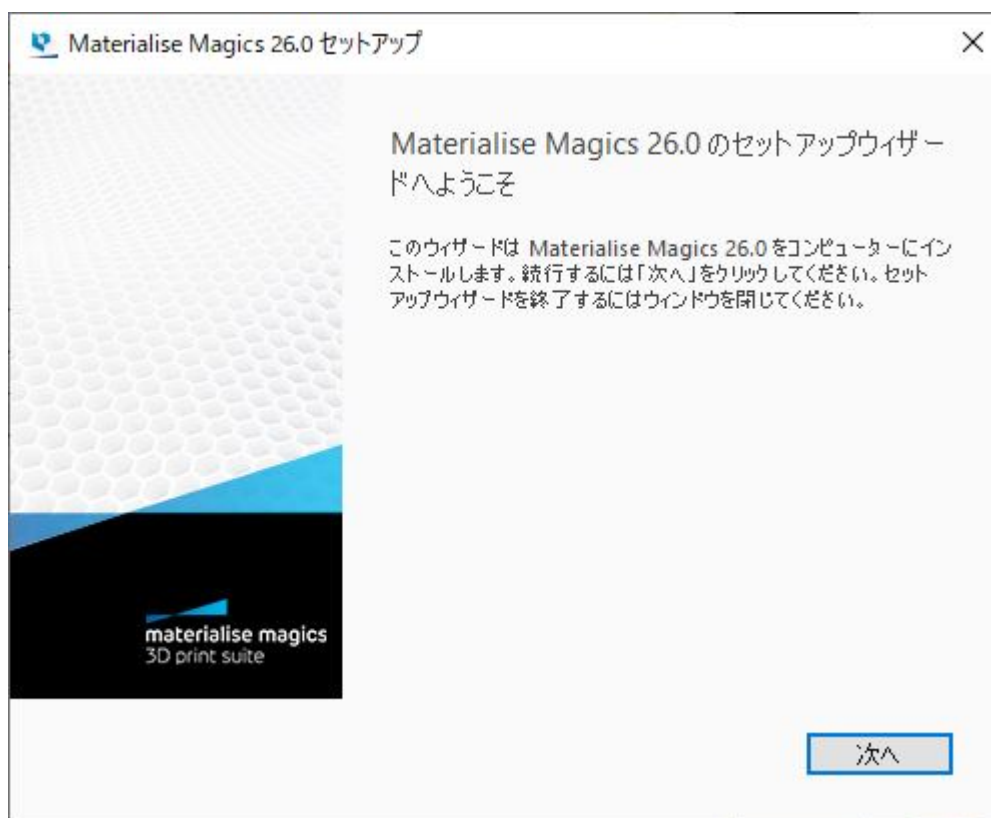 Materialise Magics 26.0 セットアップ
Materialise Magics 26.0 のセットアップウィザー
ドへようこそ
このウィザードは Materialise Magics 26.0 をコンピューターにイン
ストールします。続行するには「次へ」をクリックしてください。セット
アップウィザードを終了するにはウィンドウを閉じてください。
materialise magics
3D print suite
次へ